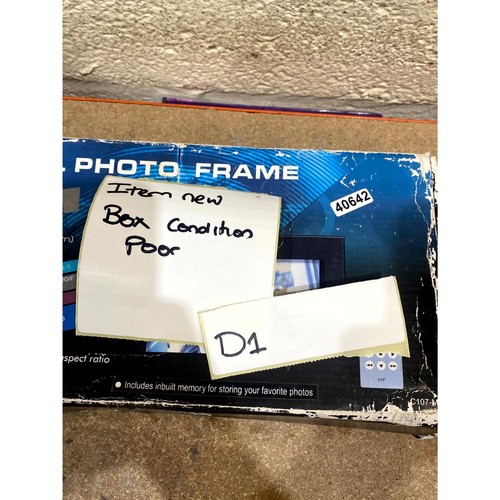 PHOTO FRAME
Item new
Box Condition
Poor
40642
D1
aspect ratio
• Includes inbuilt memory for storing your favorite photos
C107-M